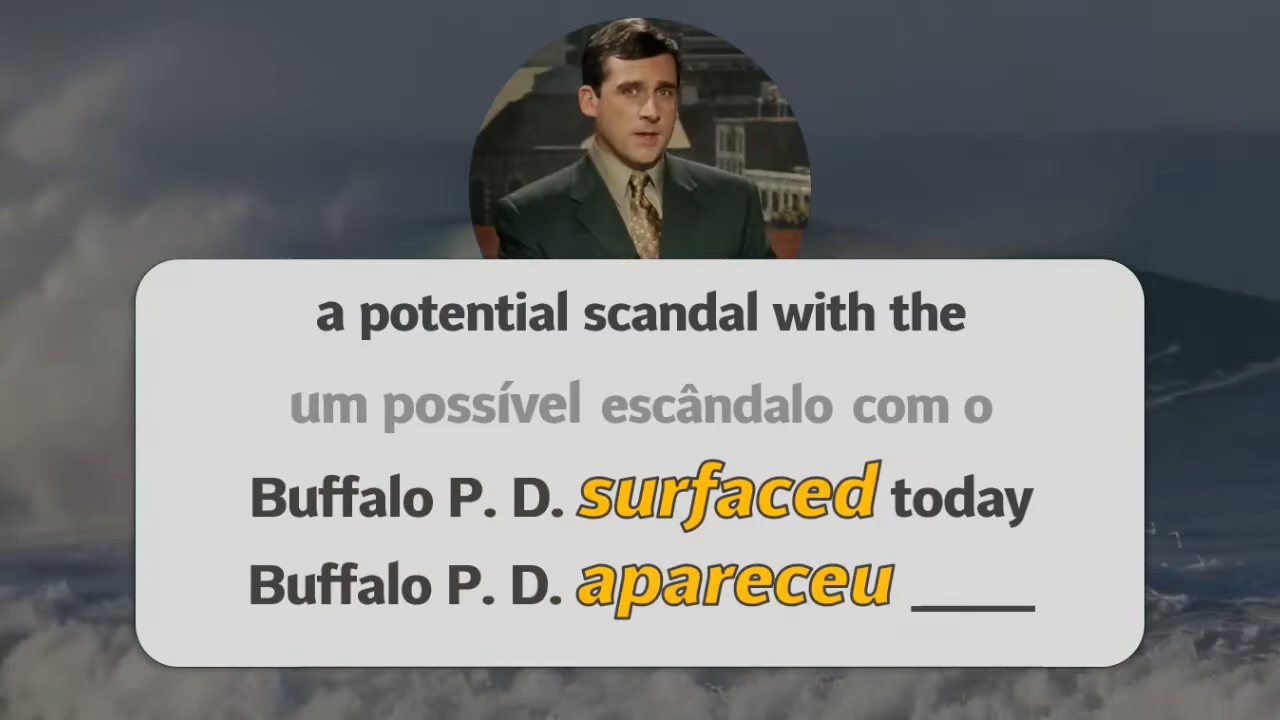 a potential scandal with the
um possível escândalo com o
Buffalo P. D. surfaced today
Buffalo P. D. apareceu ____